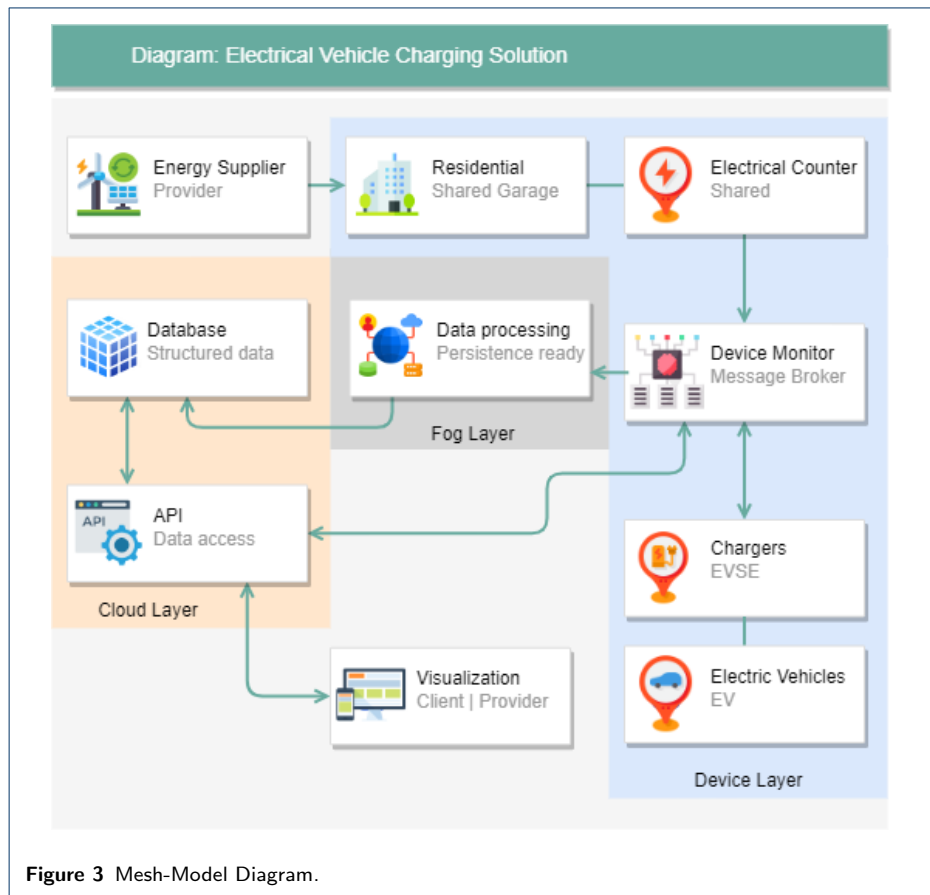 Diagram: Electrical Vehicle Charging Solution
Energy Supplier
Provider
Residential
Shared Garage
Electrical Counter
Shared
Database
Structured data
Data processing
Persistence ready
Device Monitor
Message Broker
Fog Layer
API
API
Data access
Chargers
EVSE
Cloud Layer
Visualization
Client | Provider
Electric Vehicles
EV
Device Layer
Figure 3 Mesh-Model Diagram.